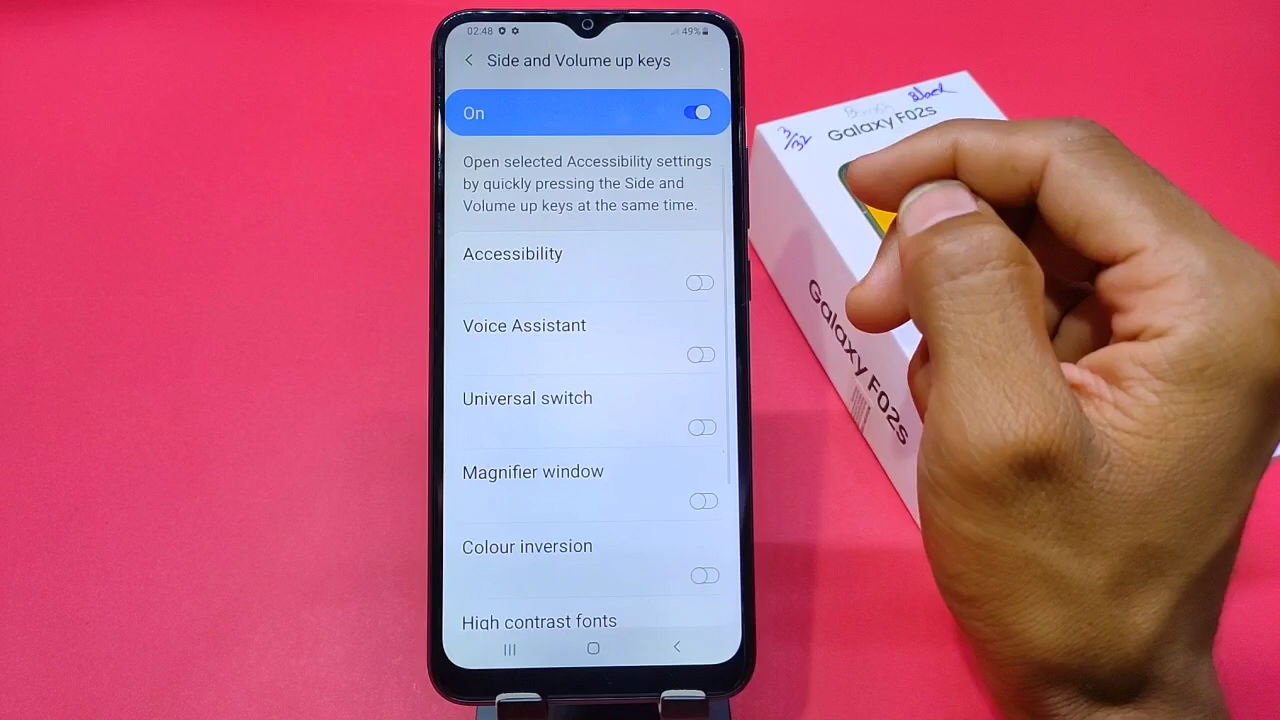 02:48
49%
Side and Volume up keys
On
Open selected Accessibility settings
by quickly pressing the Side and
Volume up keys at the same time.
Accessibility
Voice Assistant
Universal switch
Magnifier window
Colour inversion
High contrast fonts
3/32
Black
Galaxy F02s
Galaxy F02s